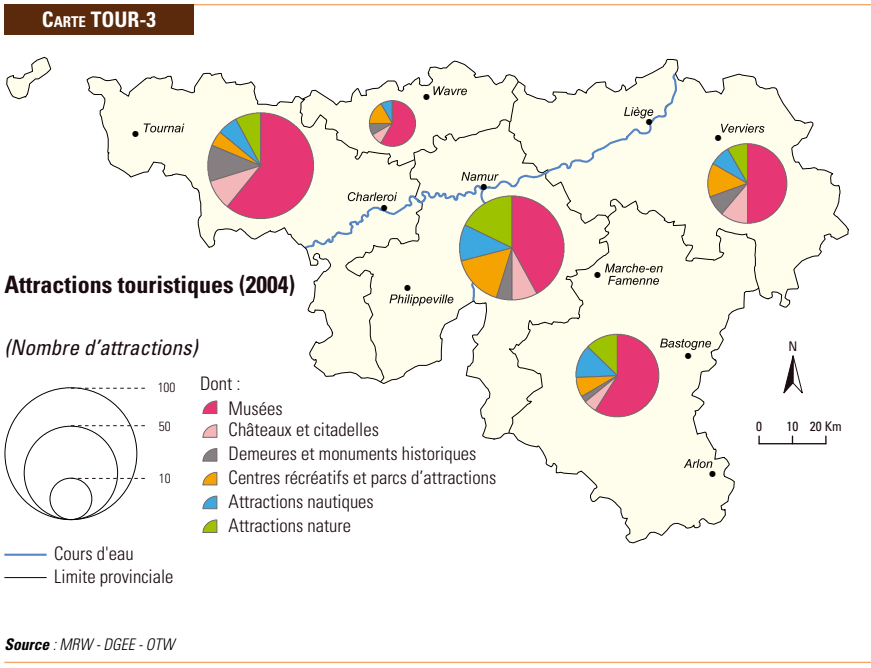 CARTE TOUR-3
Wavre
Tournai
Liège
Verviers
Namur
Charleroi
Attractions touristiques (2004)
Marche-en
Famenne
Philippeville
(Nombre d'attractions)
Bastogne
N
100
50
10
Dont :
Musées
Châteaux et citadelles
Demeures et monuments historiques
Centres récréatifs et parcs d'attractions
Attractions nautiques
Attractions nature
0 10 20 Km
Arlon
Cours d'eau
Limite provinciale
Source : MRW - DGEE - OTW